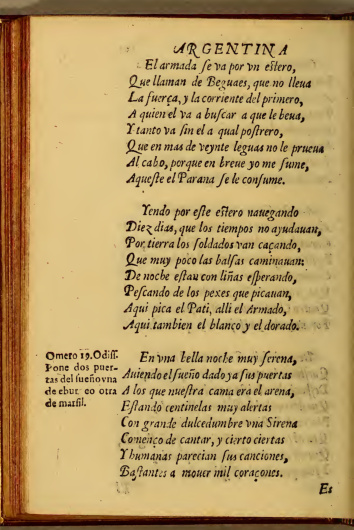 ARGENTINA
El armada se va por vn estero,
Que llaman de Beguaes, que no lleua
La fuerça, y la corriente del primero,
A quien el va a buscar a que le beua,
Y tanto va sin el a qual postrero,
Que en mas de veynte leguas no le prueua
Al cabo, porque en breue yo me sume,
Aqueste el Parana se le consume.
Yendo por este estero nauegando
Diez dias, que los tiempos no ayudauan,
Por tierra los soldados van caçando,
Que muy poco las balsas caminauan:
De noche estan con liñas esperando,
Pescando de los pexes que picauan,
Aqui pica el Pati, alli el Armado,
Aqui tambien el blanco y el dorado.
Omero 19. Odiss.
Pone dos puer-
tas del sueño vna
de ebur eo otra
de marfil.
En vna bella noche muy serena,
Auiendo el sueño dado ya sus puertas
A los que nuestra cama era el arena,
Estando centinelas muy alertas
Con grande dulcedumbre vna Sirena
Començo de cantar, y cierto ciertas
Y humanas parecian sus canciones,
Bastantes a mouer mil coraçones.
Es